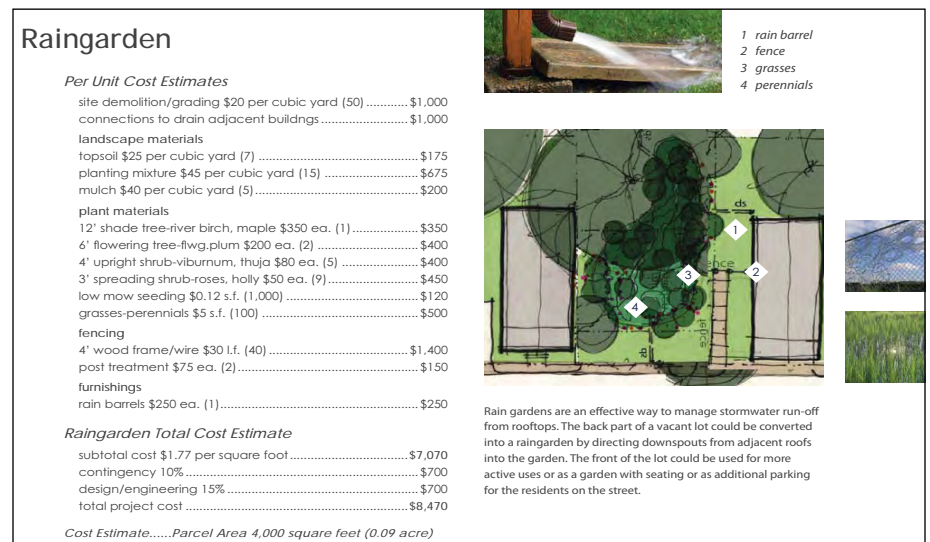 Raingarden
Per Unit Cost Estimates
site demolition/grading $20 per cubic yard (50) ............ $1,000
connections to drain adjacent buildngs ......................... $1,000
landscape materials
topsoil $25 per cubic yard (7) .............................................. $175
planting mixture $45 per cubic yard (15) ........................... $675
mulch $40 per cubic yard (5) ............................................... $200
plant materials
12' shade tree-river birch, maple $350 ea. (1) .................... $350
6' flowering tree-flwg.plum $200 ea. (2) ............................. $400
4' upright shrub-viburnum, thuja $80 ea. (5) ....................... $400
3' spreading shrub-roses, holly $50 ea. (9) .......................... $450
low mow seeding $0.12 s.f. (1,000) ...................................... $120
grasses-perennials $5 s.f. (100) ............................................. $500
fencing
4' wood frame/wire $30 l.f. (40) ........................................ $1,400
post treatment $75 ea. (2) .................................................... $150
furnishings
rain barrels $250 ea. (1) ......................................................... $250
Raingarden Total Cost Estimate
subtotal cost $1.77 per square foot .................................. $7,070
contingency 10% ................................................................... $700
design/engineering 15% ........................................................ $700
total project cost ................................................................ $8,470
Cost Estimate......Parcel Area 4,000 square feet (0.09 acre)
1 rain barrel
2 fence
3 grasses
4 perennials
ds
ds
1
fence
2
3
4
fence
ds
Rain gardens are an effective way to manage stormwater run-off
from rooftops. The back part of a vacant lot could be converted
into a raingarden by directing downspouts from adjacent roofs
into the garden. The front of the lot could be used for more
active uses or as a garden with seating or as additional parking
for the residents on the street.